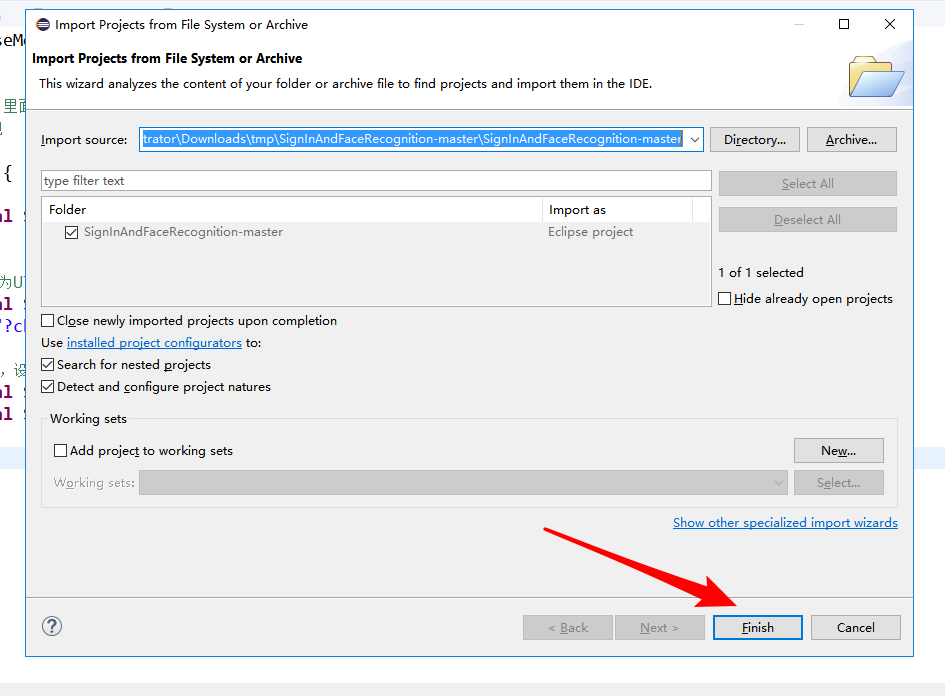 Import Projects from File System or Archive
Import Projects from File System or Archive
This wizard analyzes the content of your folder or archive file to find projects and import them in the IDE.
Import source: trator\Downloads\tmp\SignInAndFaceRecognition-master\SignInAndFaceRecognition-master Directory... Archive...
type filter text Select All
Folder Import as Deselect All
SignInAndFaceRecognition-master Eclipse project
1 of 1 selected
Hide already open projects
Close newly imported projects upon completion
Use installed project configurators to:
Search for nested projects
Detect and configure project natures
Working sets
Add project to working sets New...
Working sets: Select...
Show other specialized import wizards
? < Back Next > Finish Cancel